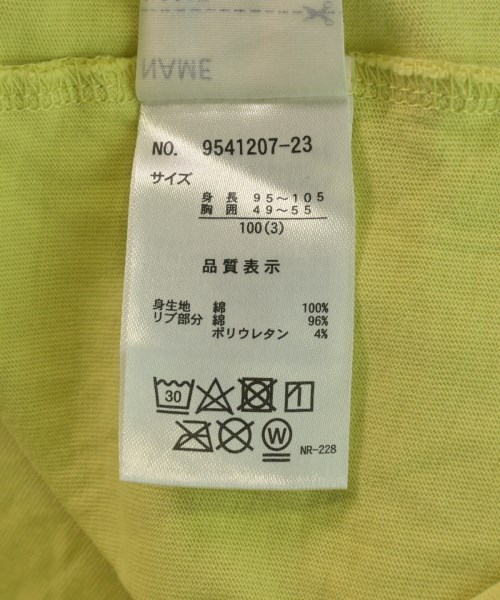 NAME
NO. 9541207-23
サイズ
身長 95～105
胸囲 49～55
100(3)
品質表示
身生地 綿 100%
リブ部分 綿 96%
ポリウレタン 4%
30
W
NR-228